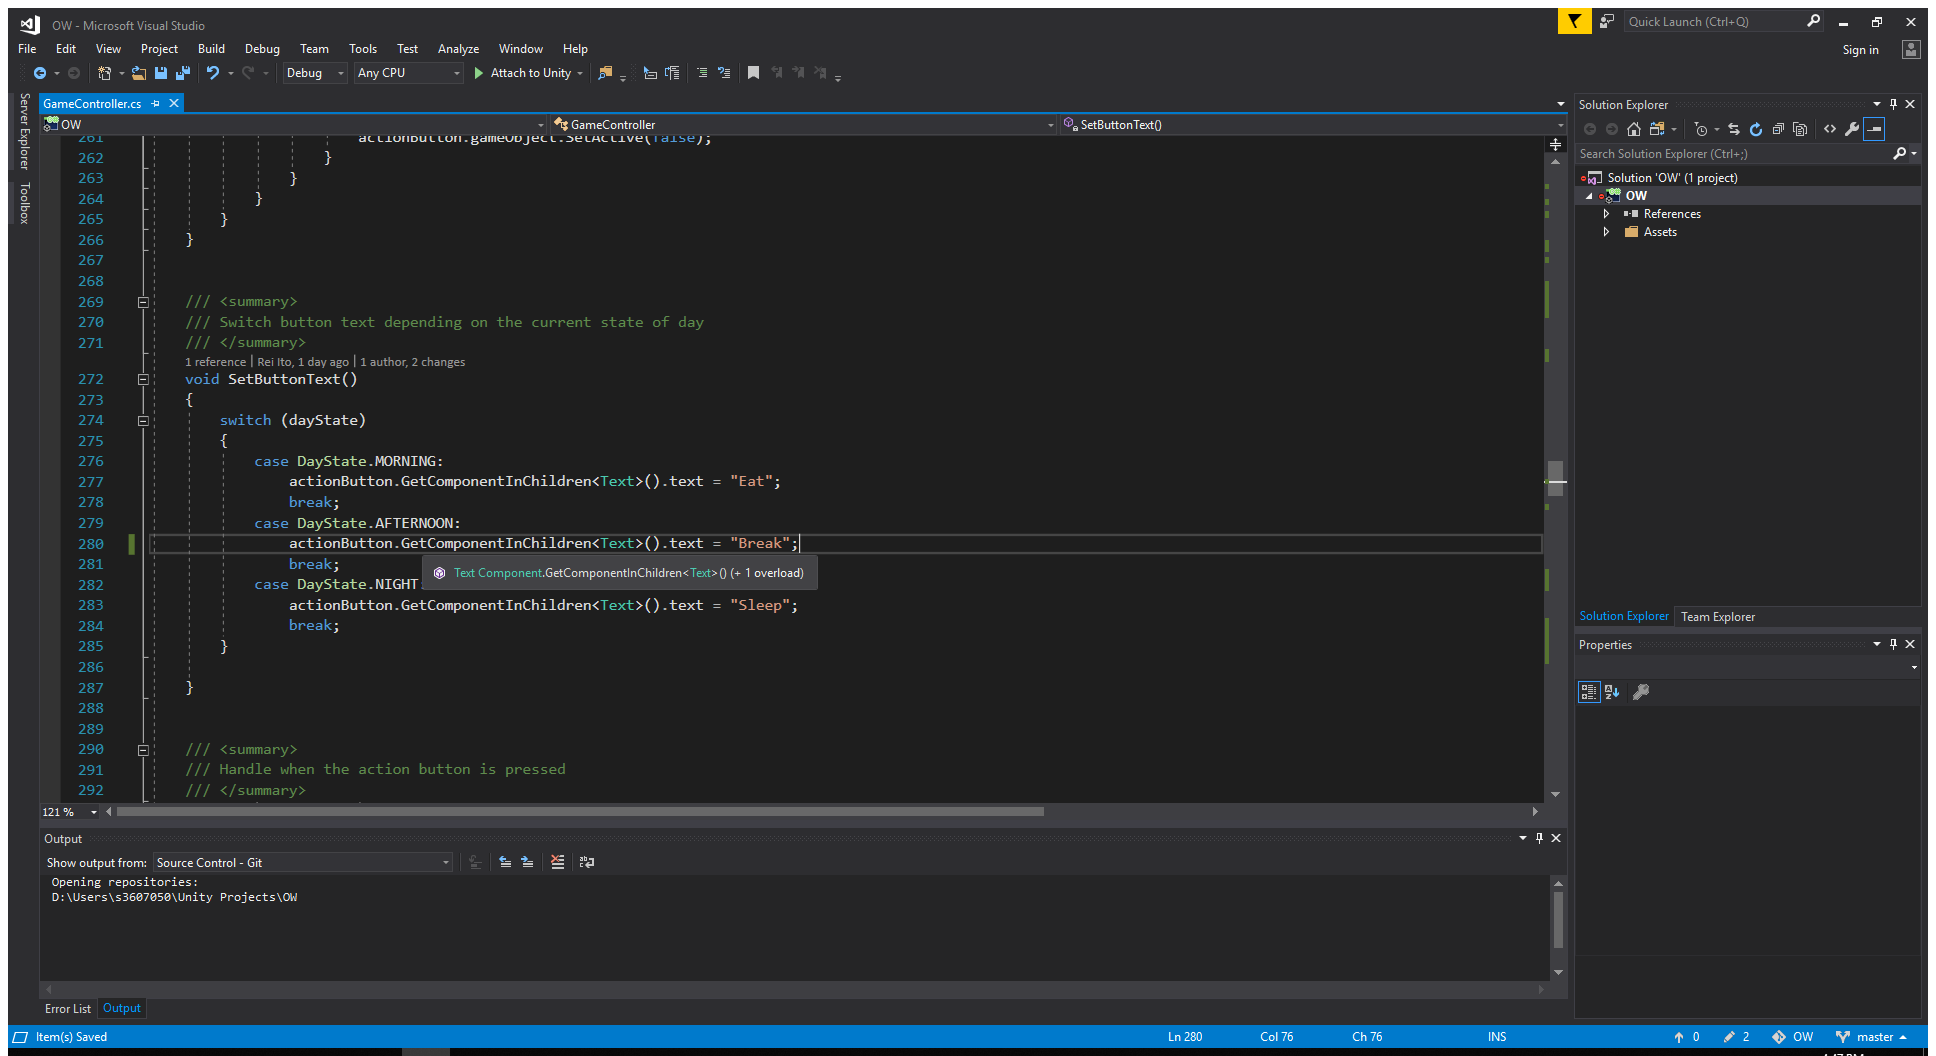 OW - Microsoft Visual Studio
Quick Launch (Ctrl+Q)
File Edit View Project Build Debug Team Tools Test Analyze Window Help
Sign in
Debug Any CPU Attach to Unity
Server Explorer
Toolbox
GameController.cs
OW GameController SetButtonText()
261 actionButton.gameObject.SetActive(false);
262 }
263 }
264 }
265 }
266 }
267
268
269 /// <summary>
270 /// Switch button text depending on the current state of day
271 /// </summary>
1 reference | Rei Ito, 1 day ago | 1 author, 2 changes
272 void SetButtonText()
273 {
274 switch (dayState)
275 {
276 case DayState.MORNING:
277 actionButton.GetComponentInChildren<Text>().text = "Eat";
278 break;
279 case DayState.AFTERNOON:
280 actionButton.GetComponentInChildren<Text>().text = "Break";
281 break;
Text Component.GetComponentInChildren<Text>() (+ 1 overload)
282 case DayState.NIGHT:
283 actionButton.GetComponentInChildren<Text>().text = "Sleep";
284 break;
285 }
286
287 }
288
289
290 /// <summary>
291 /// Handle when the action button is pressed
292 /// </summary>
121 %
Output
Show output from: Source Control - Git
Opening repositories:
D:\Users\s3607050\Unity Projects\OW
Error List Output
Solution Explorer
Search Solution Explorer (Ctrl+;)
Solution 'OW' (1 project)
OW
References
Assets
Solution Explorer Team Explorer
Properties
Item(s) Saved Ln 280 Col 76 Ch 76 INS 0 2 OW master